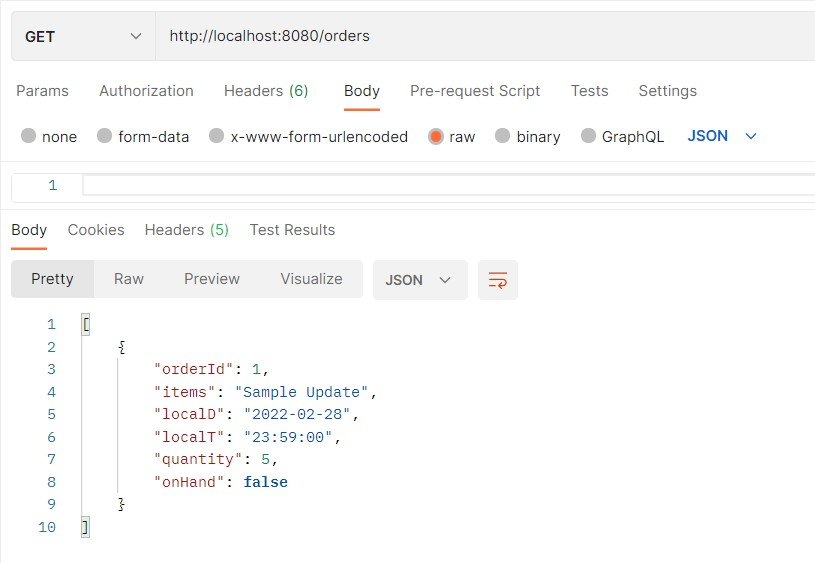 GET http://localhost:8080/orders
Params Authorization Headers (6) Body Pre-request Script Tests Settings
none form-data x-www-form-urlencoded raw binary GraphQL JSON
1
Body Cookies Headers (5) Test Results
Pretty Raw Preview Visualize JSON
1 [
2 {
3 "orderId": 1,
4 "items": "Sample Update",
5 "localD": "2022-02-28",
6 "localT": "23:59:00",
7 "quantity": 5,
8 "onHand": false
9 }
10 ]